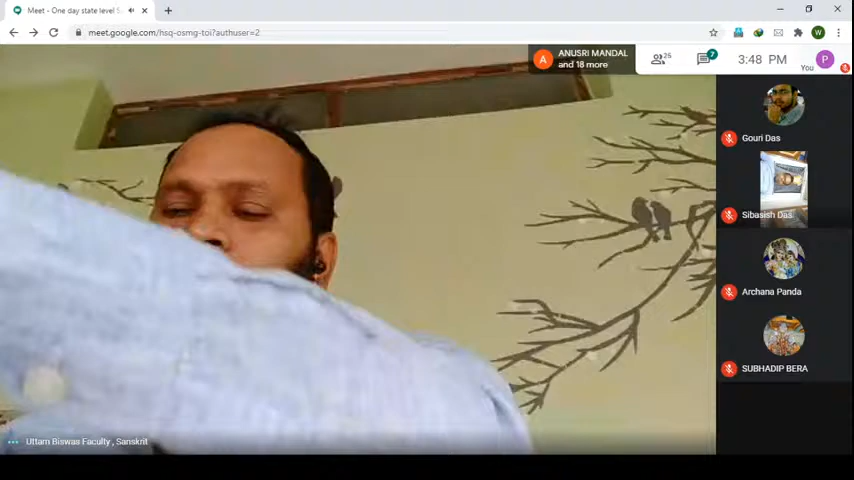 Meet - One day state level S
meet.google.com/hsq-osmg-toi?authuser=2
W
A
ANUSRI MANDAL
and 18 more
25
7
3:48 PM
You
P
Gouri Das
Sibasish Das
Archana Panda
SUBHADIP BERA
Uttam Biswas Faculty , Sanskrit